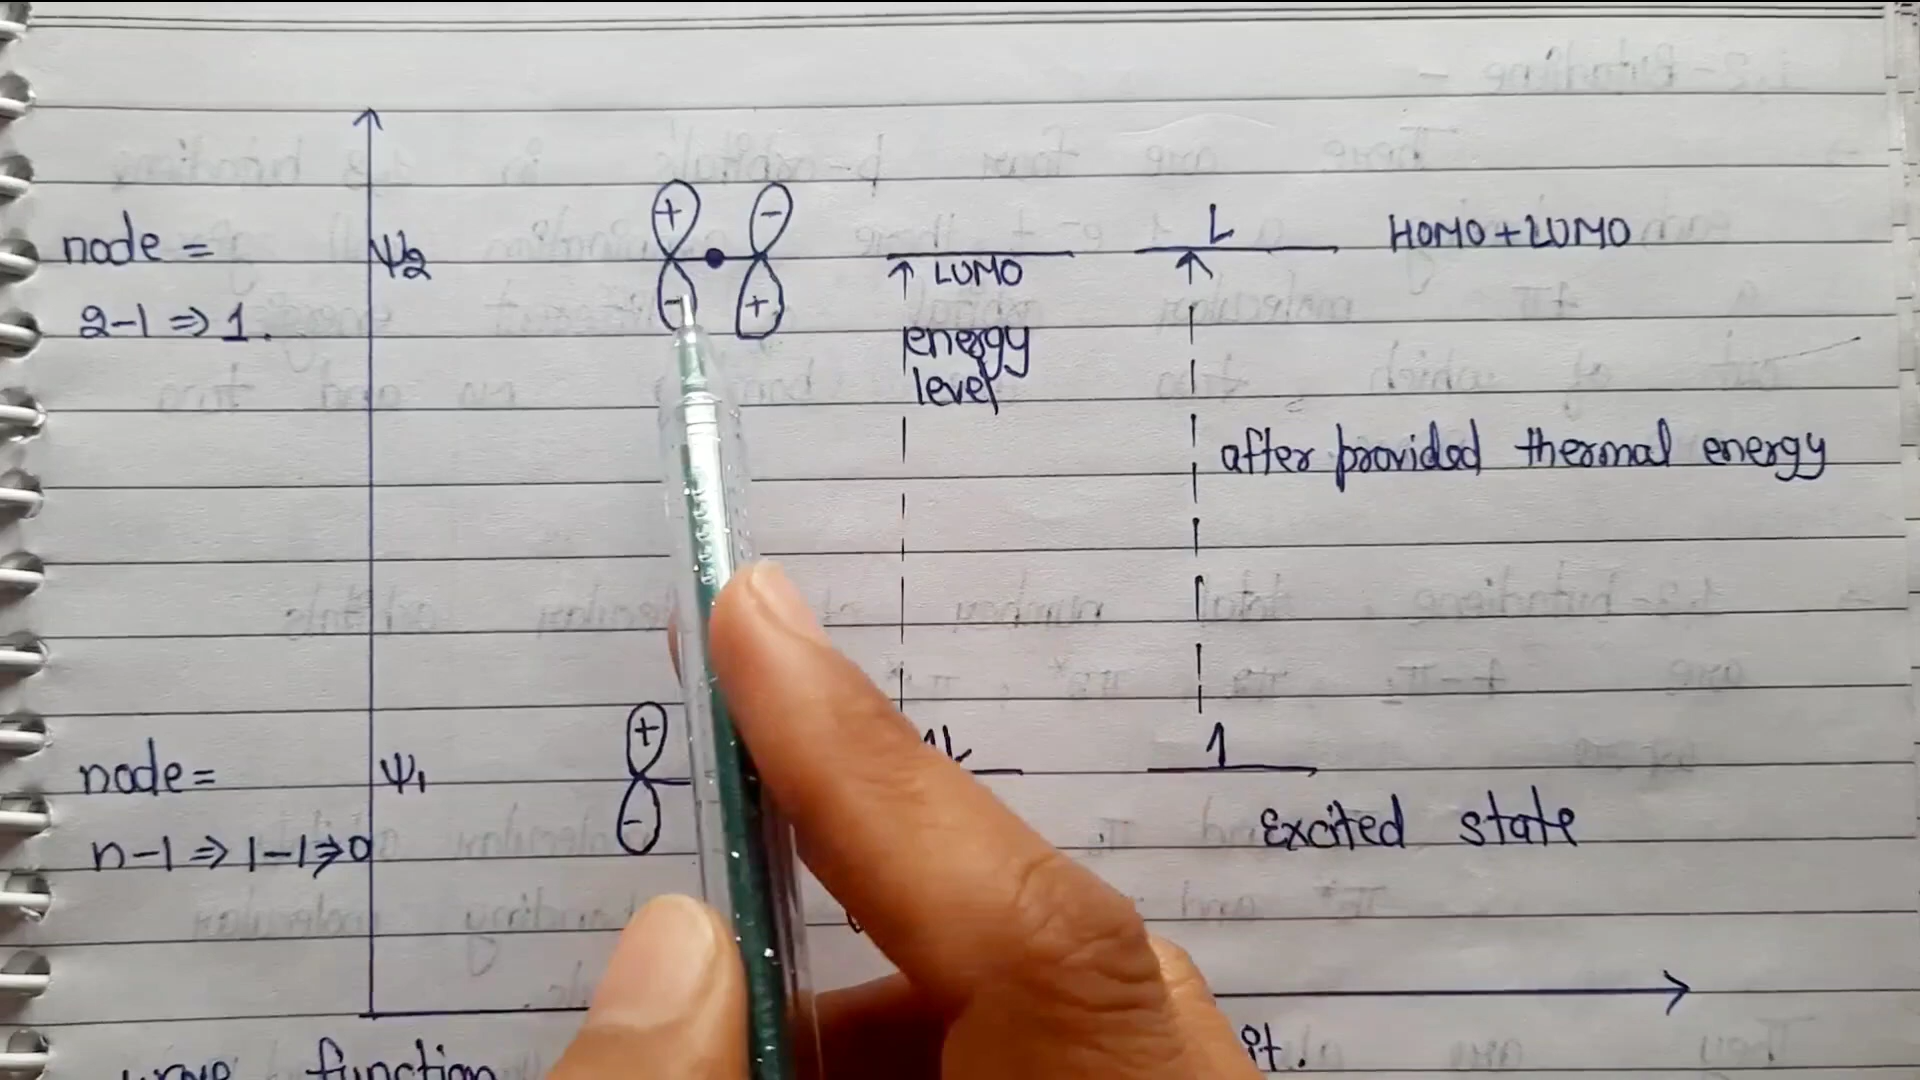 node =
2-1 ⇒ 1.
ψ2
+ -
- +
LUMO
energy
level
L
HOMO + LUMO
after provided thermal energy
node =
n-1 ⇒ 1-1 ⇒ 0
ψ1
+
-
1L
1
Excited state
function
it.